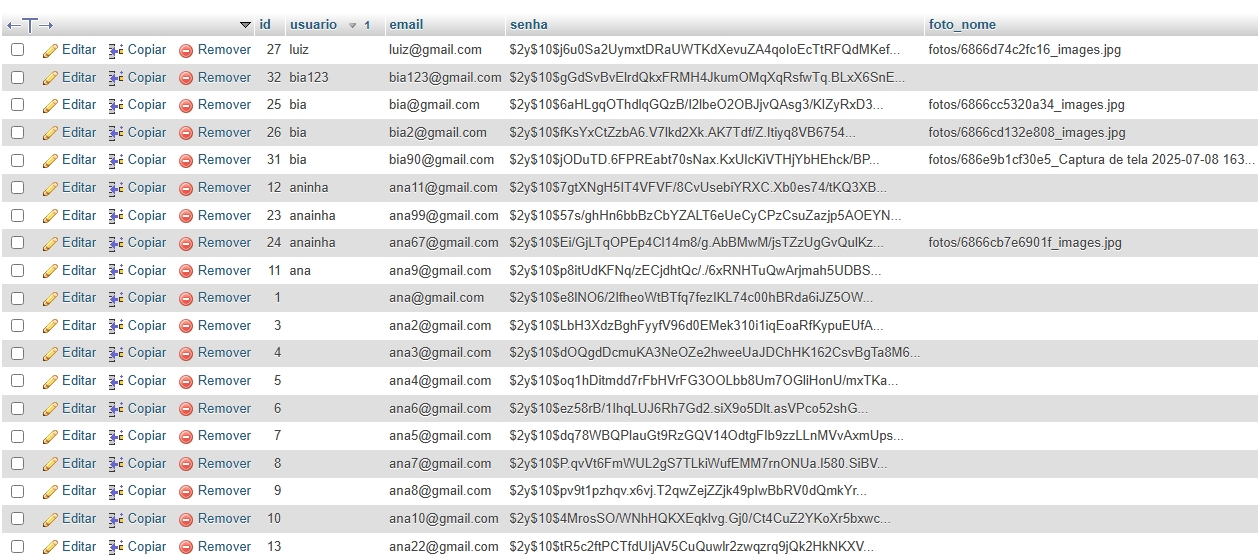 id usuario 1 email senha foto_nome
Editar Copiar Remover 27 luiz luiz@gmail.com $2y$10$j6u0Sa2UymxtDRaUWTKdXevuZA4qoIoEcTtRFQdMKef... fotos/6866d74c2fc16_images.jpg
Editar Copiar Remover 32 bia123 bia123@gmail.com $2y$10$gGdSvBvElrdQkxFRMH4JkumOMqXqRsfwTq.BLxX6SnE...
Editar Copiar Remover 25 bia bia@gmail.com $2y$10$6aHLgqOThdlqGQzB/I2lbeO2OBJjvQAsg3/KIZyRxD3... fotos/6866cc5320a34_images.jpg
Editar Copiar Remover 26 bia bia2@gmail.com $2y$10$fKsYxCtZzbA6.V7lkd2Xk.AK7Tdf/Z.Itiyq8VB6754... fotos/6866cd132e808_images.jpg
Editar Copiar Remover 31 bia bia90@gmail.com $2y$10$jODuTD.6FPREabt70sNax.KxUlcKiVTHjYbHEhck/BP... fotos/686e9b1cf30e5_Captura de tela 2025-07-08 163...
Editar Copiar Remover 12 aninha ana11@gmail.com $2y$10$7gtXNgH5IT4VFVF/8CvUsebiYRXC.Xb0es74/tKQ3XB...
Editar Copiar Remover 23 anainha ana99@gmail.com $2y$10$57s/ghHn6bbBzCbYZALT6eUeCyCPzCsuZazjp5AOEYN...
Editar Copiar Remover 24 anainha ana67@gmail.com $2y$10$Ei/GjLTqOPEp4Cl14m8/g.AbBMwM/jsTZzUgGvQuIKz... fotos/6866cb7e6901f_images.jpg
Editar Copiar Remover 11 ana ana9@gmail.com $2y$10$p8itUdKFNq/zECjdhtQc/./6xRNHTuQwArjmah5UDBS...
Editar Copiar Remover 1 ana@gmail.com $2y$10$e8lNO6/2IfheoWtBTfq7fezIKL74c00hBRda6iJZ5OW...
Editar Copiar Remover 3 ana2@gmail.com $2y$10$LbH3XdzBghFyyfV96d0EMek310i1iqEoaRfKypuEUfA...
Editar Copiar Remover 4 ana3@gmail.com $2y$10$dOQgdDcmuKA3NeOZe2hweeUaJDChHK162CsvBgTa8M6...
Editar Copiar Remover 5 ana4@gmail.com $2y$10$oq1hDitmdd7rFbHVrFG3OOLbb8Um7OGliHonU/mxTKa...
Editar Copiar Remover 6 ana6@gmail.com $2y$10$ez58rB/1IhqLUJ6Rh7Gd2.siX9o5Dlt.asVPco52shG...
Editar Copiar Remover 7 ana5@gmail.com $2y$10$dq78WBQPlauGt9RzGQV14OdtgFIb9zzLLnMVvAxmUps...
Editar Copiar Remover 8 ana7@gmail.com $2y$10$P.qvVt6FmWUL2gS7TLkiWufEMM7rnONUa.I580.SiBV...
Editar Copiar Remover 9 ana8@gmail.com $2y$10$pv9t1pzhqv.x6vj.T2qwZejZZjk49plwBbRV0dQmkYr...
Editar Copiar Remover 10 ana10@gmail.com $2y$10$4MrosSO/WNhHQKXEqklvg.Gj0/Ct4CuZ2YKoXr5bxwc...
Editar Copiar Remover 13 ana22@gmail.com $2y$10$tR5c2ftPCTfdUIjAV5CuQuwlr2zwqzrq9jQk2HkNKXV...